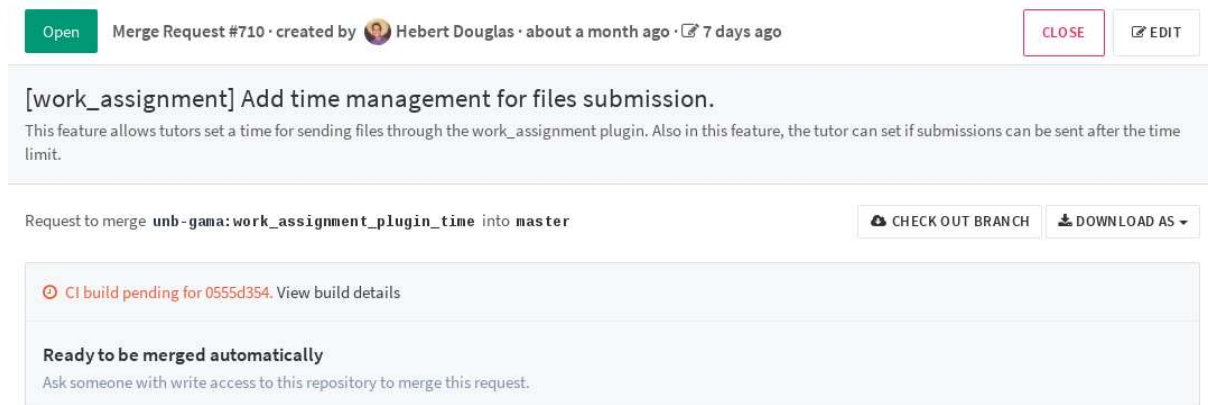 Open Merge Request #710 · created by Hebert Douglas · about a month ago · 7 days ago CLOSE EDIT
[work_assignment] Add time management for files submission.
This feature allows tutors set a time for sending files through the work_assignment plugin. Also in this feature, the tutor can set if submissions can be sent after the time
limit.
Request to merge unb-gama:work_assignment_plugin_time into master CHECK OUT BRANCH DOWNLOAD AS
CI build pending for 0555d354. View build details
Ready to be merged automatically
Ask someone with write access to this repository to merge this request.